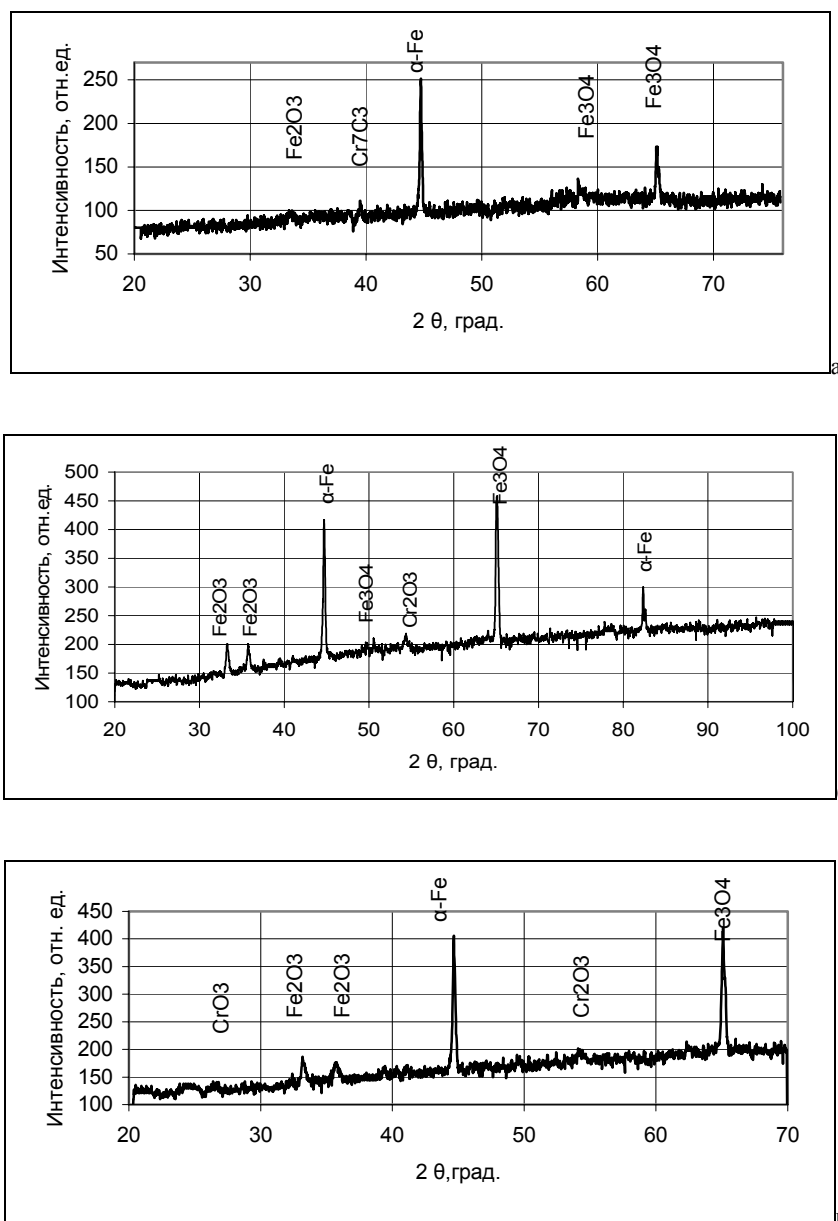 Интенсивность, отн.ед.
250
200
150
100
50
Fe2O3
Cr7C3
α-Fe
Fe3O4
Fe3O4
20 30 40 50 60 70
2 θ, град.
Интенсивность, отн.ед.
500
450
400
350
300
250
200
150
100
Fe2O3
Fe2O3
α-Fe
Fe3O4
Cr2O3
Fe3O4
α-Fe
20 30 40 50 60 70 80 90 100
2 θ, град.
Интенсивность, отн. ед.
450
400
350
300
250
200
150
100
CrO3
Fe2O3
Fe2O3
α-Fe
Cr2O3
Fe3O4
20 30 40 50 60 70
2 θ,град.